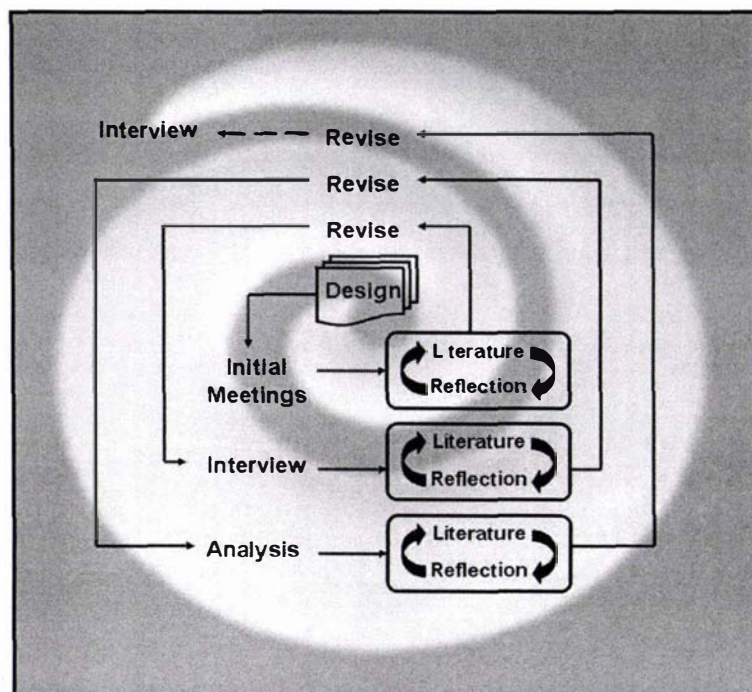 Interview
Revise
Revise
Revise
Design
Initial
Meetings
L terature
Reflection
Interview
Literature
Reflection
Analysis
Literature
Reflection